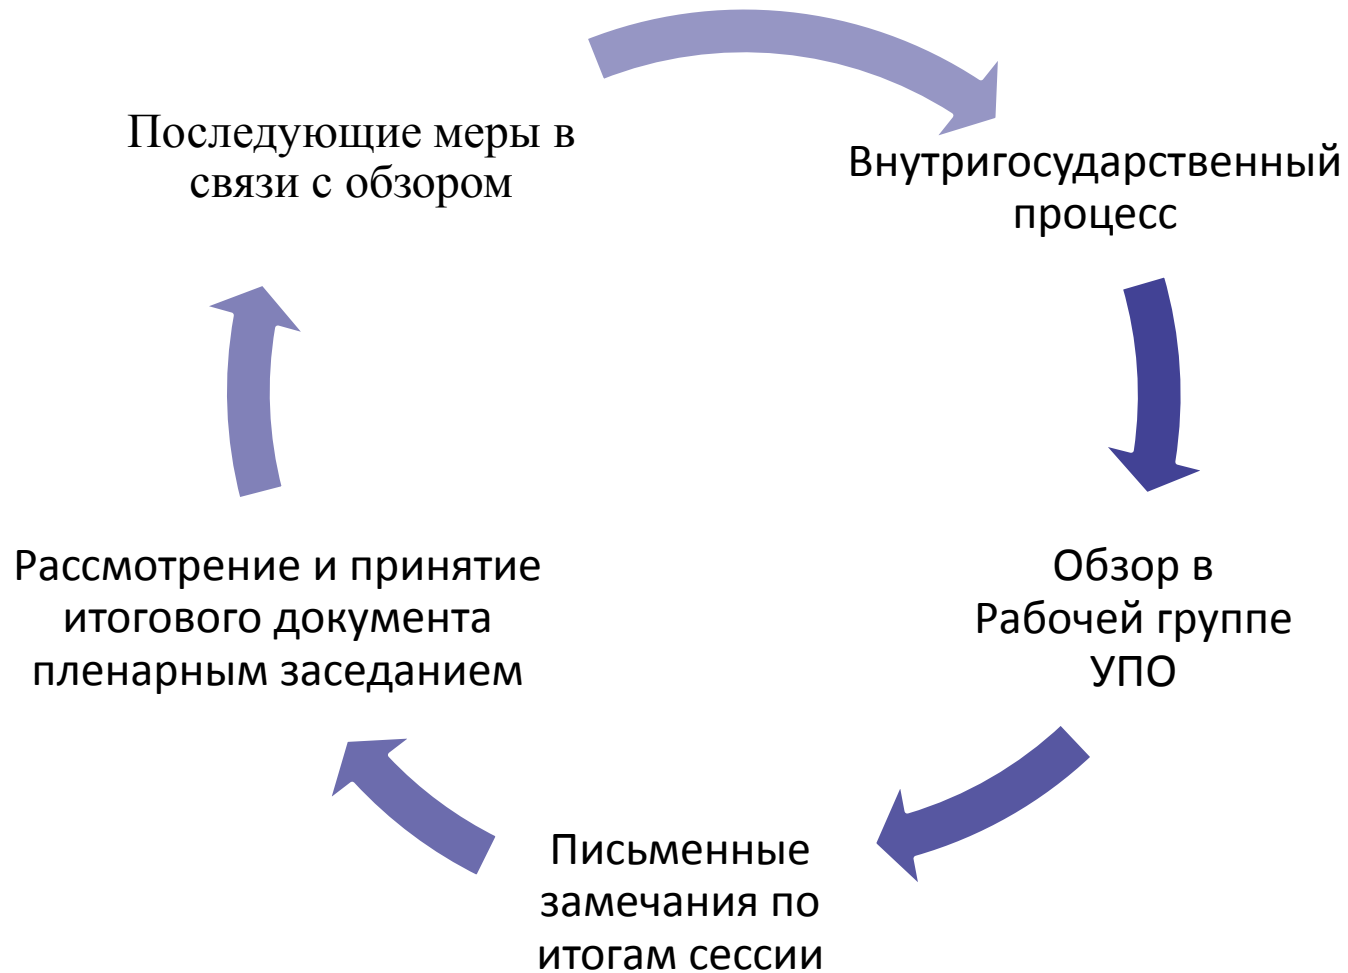 Последующие меры в
связи с обзором
Внутригосударственный
процесс
Обзор в
Рабочей группе
УПО
Письменные
замечания по
итогам сессии
Рассмотрение и принятие
итогового документа
пленарным заседанием